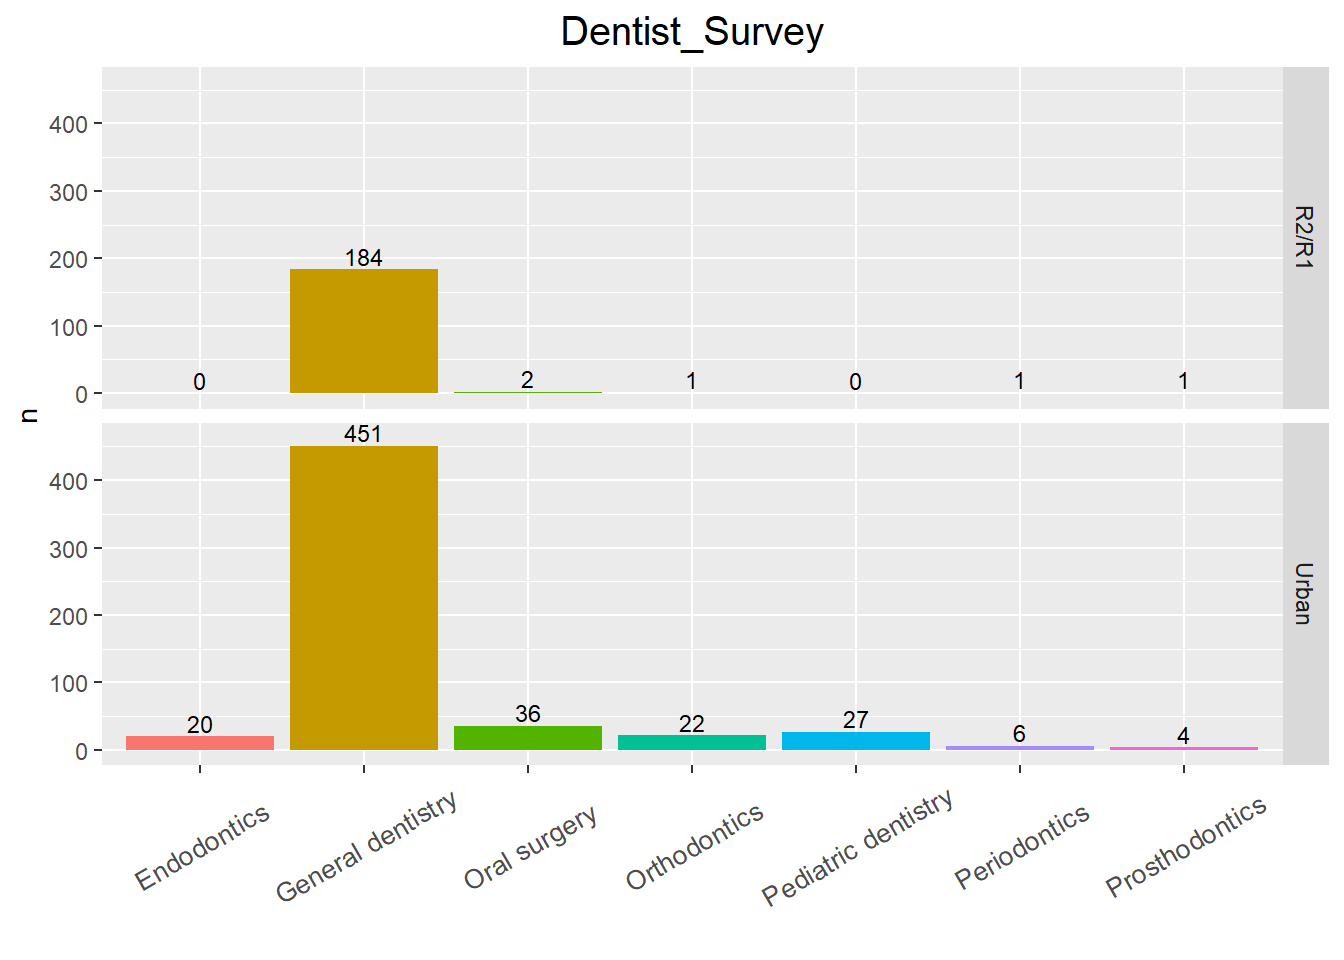 Dentist_Survey
400
300
200
100
0
0
184
2
1
0
1
1
R2/R1
n
400
300
200
100
0
20
451
36
22
27
6
4
Urban
Endodontics
General dentistry
Oral surgery
Orthodontics
Pediatric dentistry
Periodontics
Prosthodontics